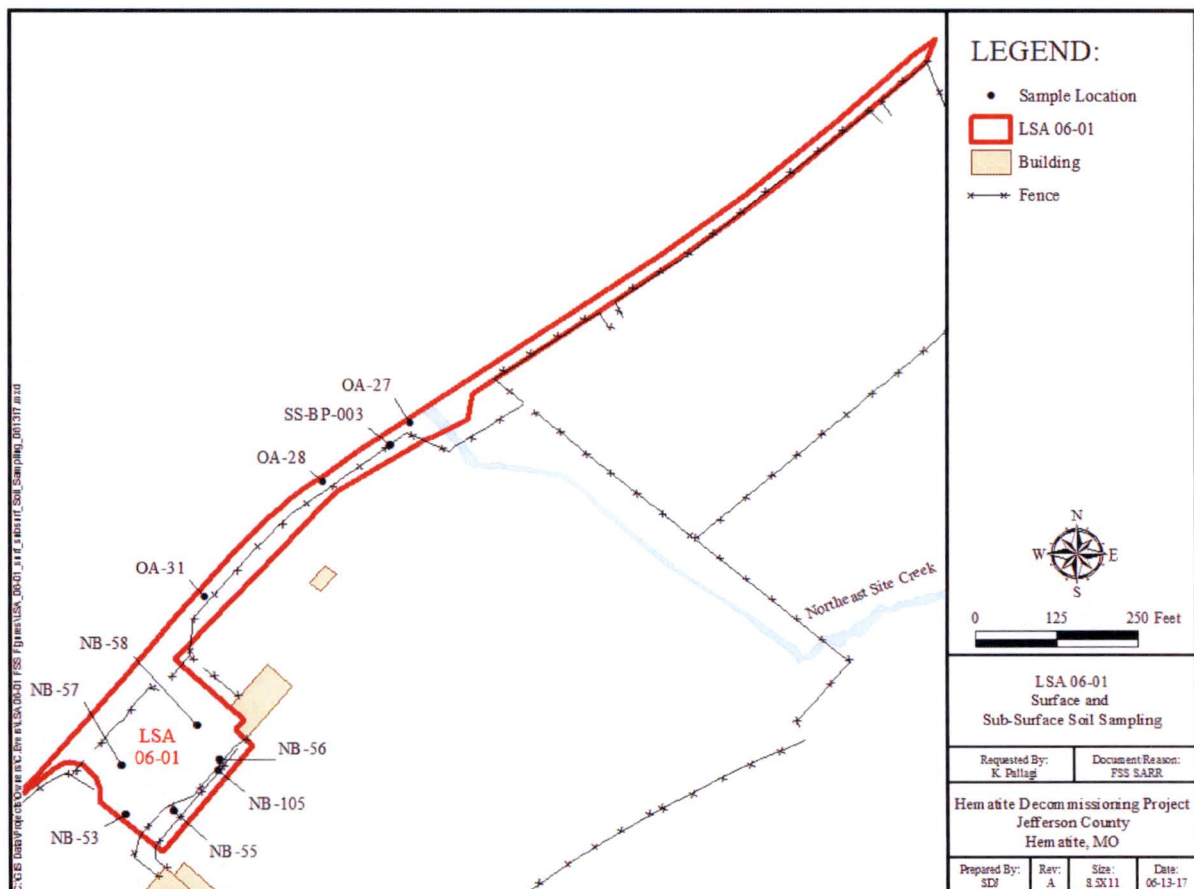 LEGEND:
Sample Location
LSA 06-01
Building
Fence
OA-27
SS-BP-003
OA-28
OA-31
NB-58
NB-57
LSA
06-01
NB-56
NB-105
NB-53
NB-55
Northeast Site Creek
N
W
E
S
0
125
250 Feet
LSA 06-01
Surface and
Sub-Surface Soil Sampling
Requested By:
K. Pallagi
Document Reason:
FSS SARR
Hematite Decommissioning Project
Jefferson County
Hematite, MO
Prepared By:
SDJ
Rev:
A
Size:
8.5X11
Date:
06-13-17